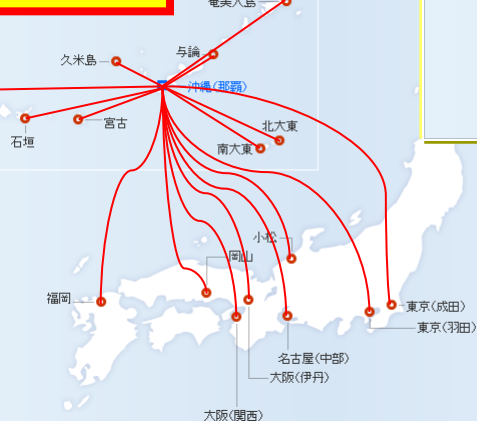 奄美大島
与論
久米島
沖縄(那覇)
宮古
石垣
北大東
南大東
小松
岡山
福岡
東京(成田)
東京(羽田)
名古屋(中部)
大阪(伊丹)
大阪(関西)